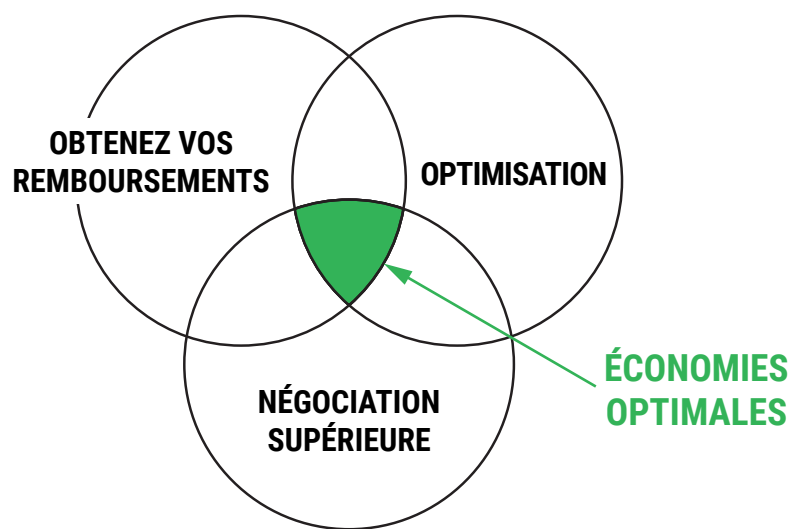 OBTENEZ VOS
REMBOURSEMENTS
OPTIMISATION
NÉGOCIATION
SUPÉRIEURE
ÉCONOMIES
OPTIMALES